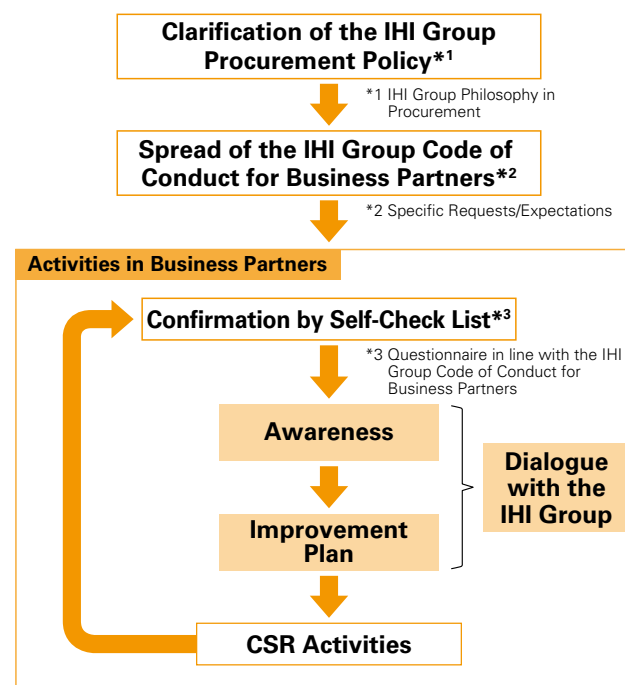 Clarification of the IHI Group
Procurement Policy*1
*1 IHI Group Philosophy in
Procurement
Spread of the IHI Group Code of
Conduct for Business Partners*2
*2 Specific Requests/Expectations
Activities in Business Partners
Confirmation by Self-Check List*3
*3 Questionnaire in line with the IHI
Group Code of Conduct for
Business Partners
Awareness
Dialogue
with the
IHI Group
Improvement
Plan
CSR Activities